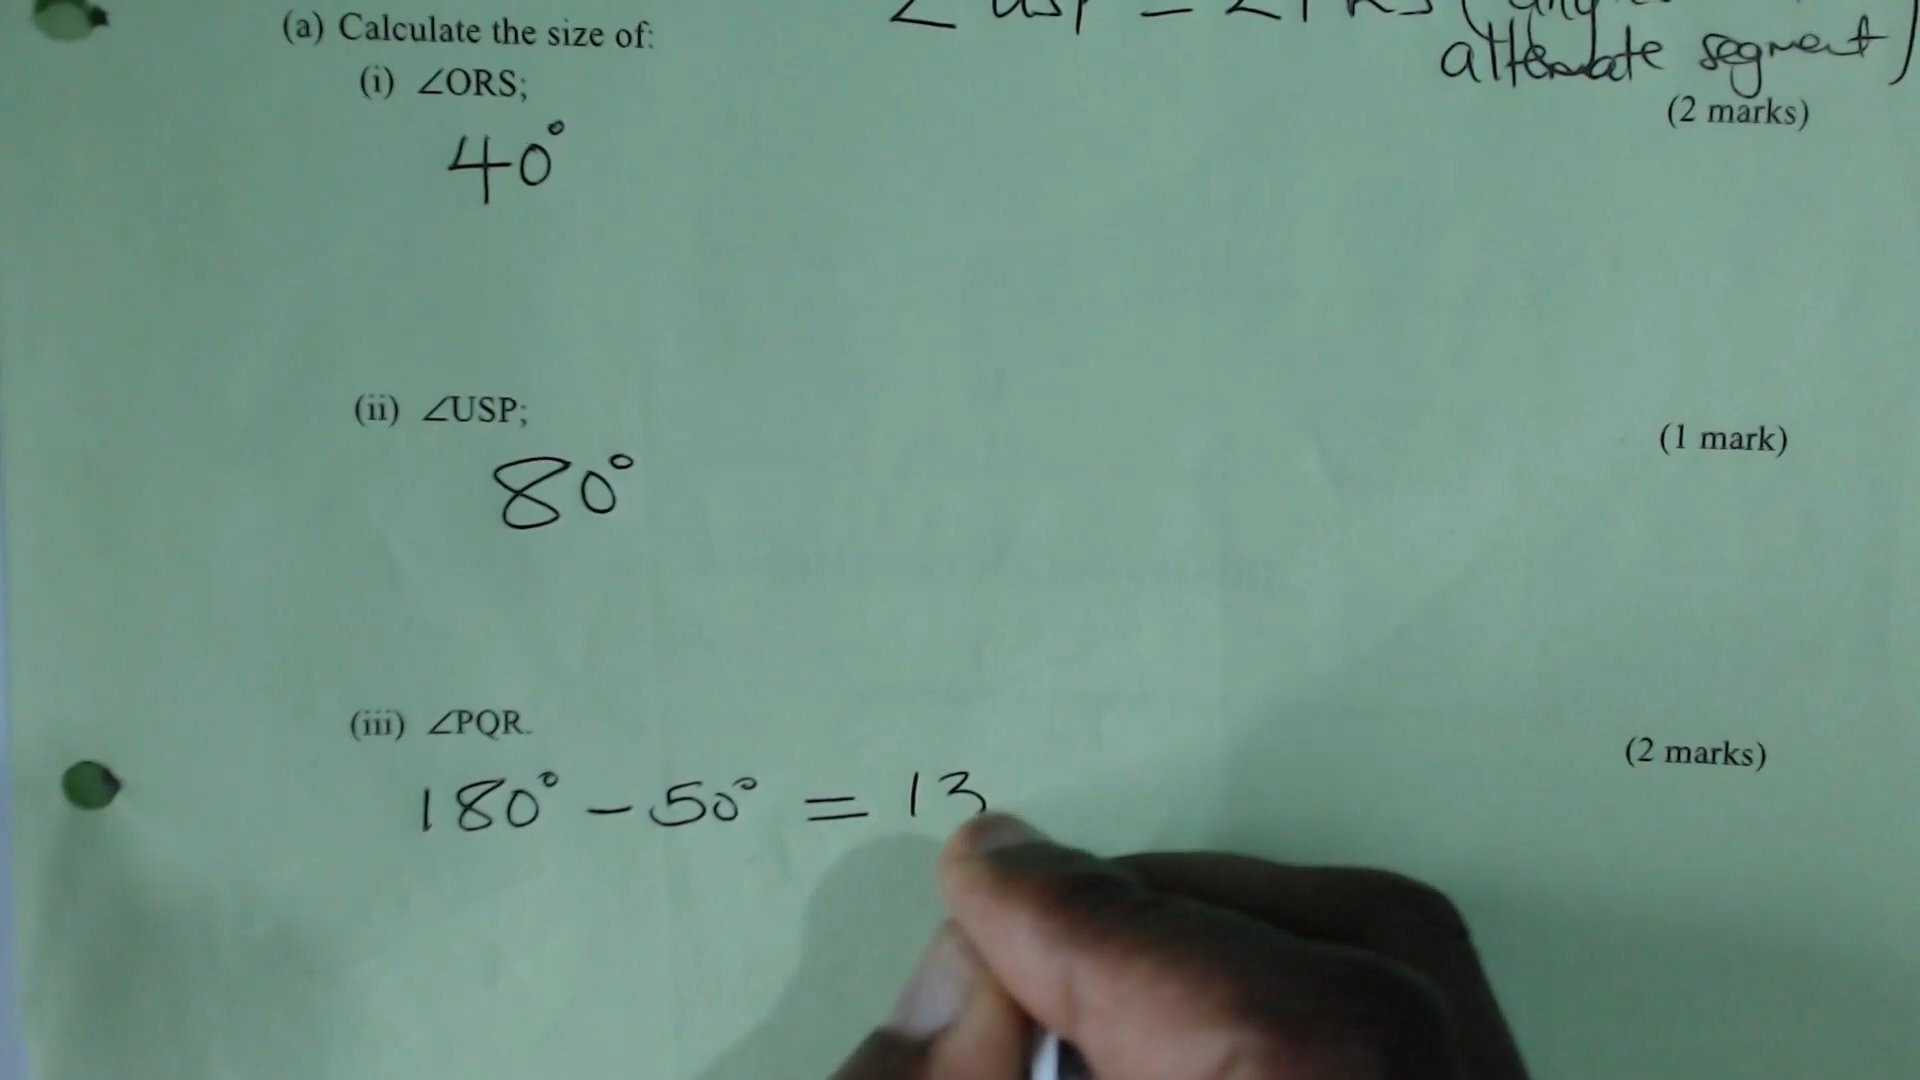 (a) Calculate the size of:
(i) ∠ORS;
alternate segment)
(2 marks)
40°
(ii) ∠USP;
(1 mark)
80°
(iii) ∠PQR.
(2 marks)
180° – 50° = 13